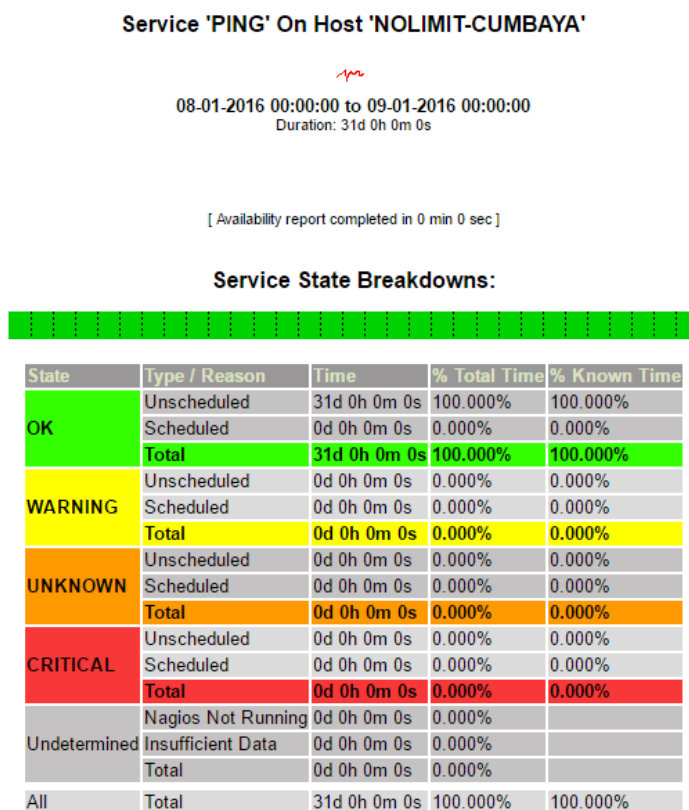 Service 'PING' On Host 'NOLIMIT-CUMBAYA'
08-01-2016 00:00:00 to 09-01-2016 00:00:00
Duration: 31d 0h 0m 0s
[ Availability report completed in 0 min 0 sec ]
Service State Breakdowns:
State Type / Reason Time % Total Time % Known Time
OK Unscheduled 31d 0h 0m 0s 100.000% 100.000%
Scheduled 0d 0h 0m 0s 0.000% 0.000%
Total 31d 0h 0m 0s 100.000% 100.000%
WARNING Unscheduled 0d 0h 0m 0s 0.000% 0.000%
Scheduled 0d 0h 0m 0s 0.000% 0.000%
Total 0d 0h 0m 0s 0.000% 0.000%
UNKNOWN Unscheduled 0d 0h 0m 0s 0.000% 0.000%
Scheduled 0d 0h 0m 0s 0.000% 0.000%
Total 0d 0h 0m 0s 0.000% 0.000%
CRITICAL Unscheduled 0d 0h 0m 0s 0.000% 0.000%
Scheduled 0d 0h 0m 0s 0.000% 0.000%
Total 0d 0h 0m 0s 0.000% 0.000%
Undetermined Nagios Not Running 0d 0h 0m 0s 0.000%
Insufficient Data 0d 0h 0m 0s 0.000%
Total 0d 0h 0m 0s 0.000%
All Total 31d 0h 0m 0s 100.000% 100.000%